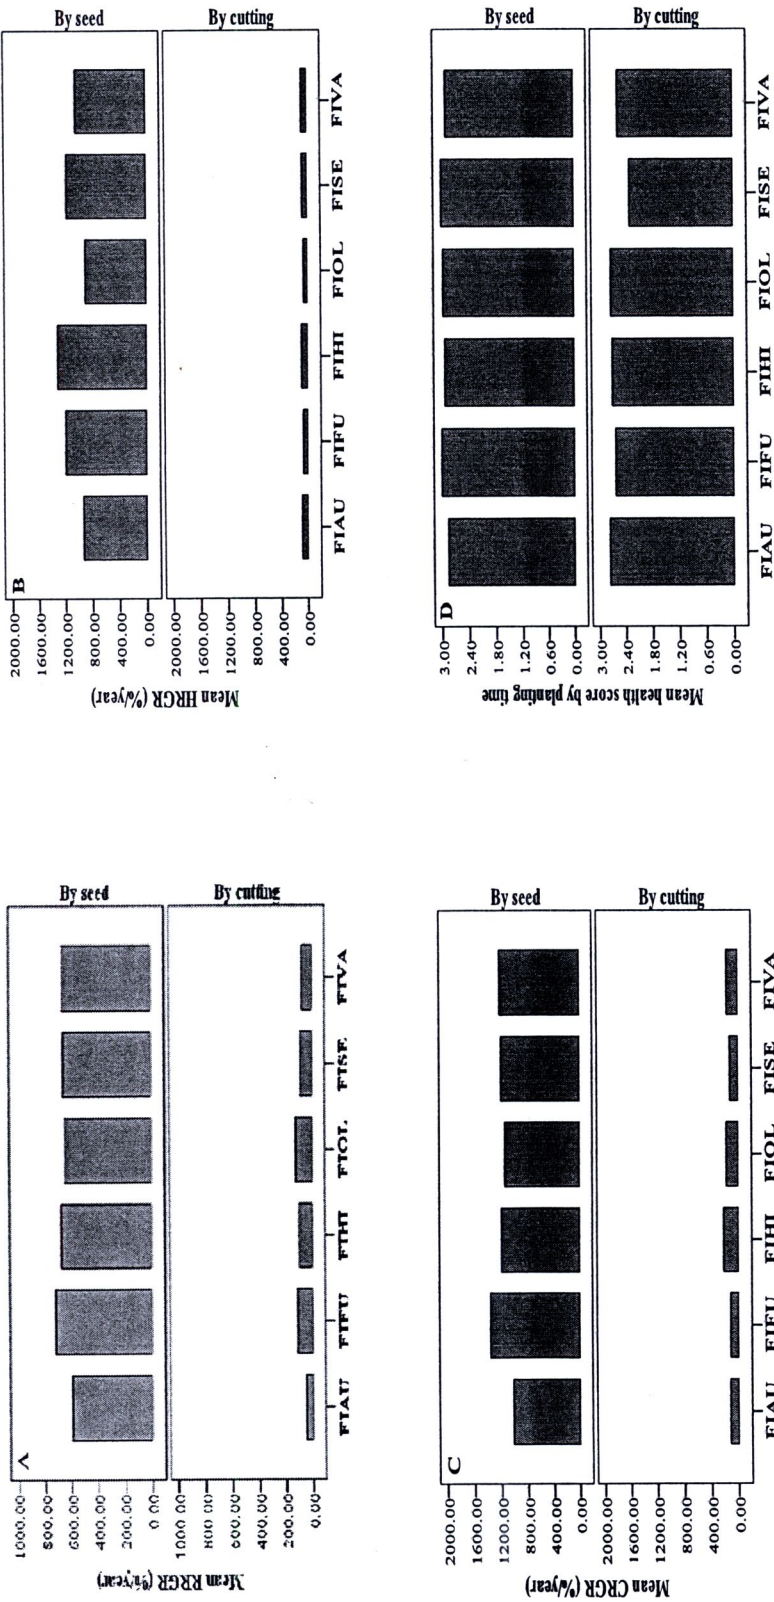 A
By seed
By cutting
Mean RRGR (%/year)
1000.00
800.00
600.00
400.00
200.00
0.00
1000.00
800.00
600.00
400.00
200.00
0.00
FIAU FIFU FIHI FIOL FISE FIVA
B
By seed
By cutting
Mean HRGR (%/year)
2000.00
1600.00
1200.00
800.00
400.00
0.00
2000.00
1600.00
1200.00
800.00
400.00
0.00
FIAU FIFU FIHI FIOL FISE FIVA
C
By seed
By cutting
Mean CRGR (%/year)
2000.00
1600.00
1200.00
800.00
400.00
0.00
2000.00
1600.00
1200.00
800.00
400.00
0.00
FIAU FIFU FIHI FIOL FISE FIVA
D
By seed
By cutting
Mean health score by planting time
3.00
2.40
1.80
1.20
0.60
0.00
3.00
2.40
1.80
1.20
0.60
0.00
FIAU FIFU FIHI FIOL FISE FIVA